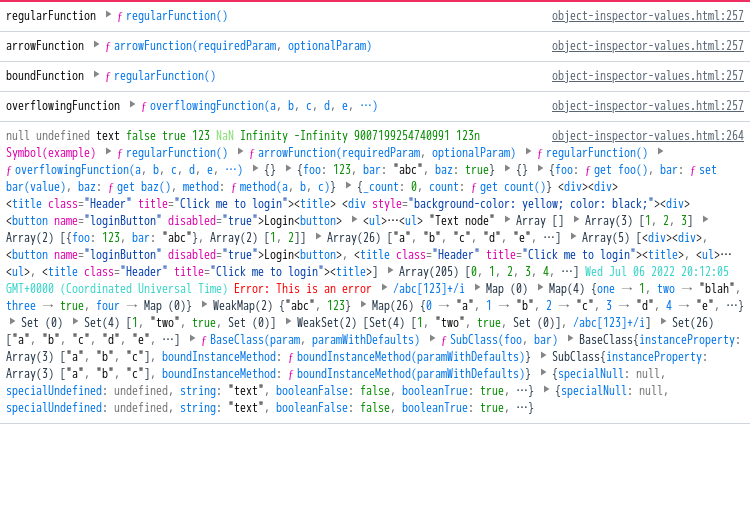 regularFunction ▶ ƒ regularFunction() object-inspector-values.html:257
arrowFunction ▶ ƒ arrowFunction(requiredParam, optionalParam) object-inspector-values.html:257
boundFunction ▶ ƒ regularFunction() object-inspector-values.html:257
overflowingFunction ▶ ƒ overflowingFunction(a, b, c, d, e, …) object-inspector-values.html:257
null undefined text false true 123 NaN Infinity -Infinity 9007199254740991 123n object-inspector-values.html:264
Symbol(example) ▶ ƒ regularFunction() ▶ ƒ arrowFunction(requiredParam, optionalParam) ▶ ƒ regularFunction() ▶
ƒ overflowingFunction(a, b, c, d, e, …) ▶ {} ▶ {foo: 123, bar: "abc", baz: true} ▶ {} ▶ {foo: ƒ get foo(), bar: ƒ set
bar(value), baz: ƒ get baz(), method: ƒ method(a, b, c)} ▶ {_count: 0, count: ƒ get count()} <div><div>
<title class="Header" title="Click me to login"><title> <div style="background-color: yellow; color: black;"><div>
<button name="loginButton" disabled="true">Login<button> ▶ <ul>…<ul> "Text node" ▶ Array [] ▶ Array(3) [1, 2, 3] ▶
Array(2) [{foo: 123, bar: "abc"}, Array(2) [1, 2]] ▶ Array(26) ["a", "b", "c", "d", "e", …] ▶ Array(5) [<div><div>,
<button name="loginButton" disabled="true">Login<button>, <title class="Header" title="Click me to login"><title>, <ul>…
<ul>, <title class="Header" title="Click me to login"><title>] ▶ Array(205) [0, 1, 2, 3, 4, …] Wed Jul 06 2022 20:12:05
GMT+0000 (Coordinated Universal Time) Error: This is an error ▶ /abc[123]+/i ▶ Map (0) ▶ Map(4) {one → 1, two → "blah",
three → true, four → Map (0)} ▶ WeakMap(2) {"abc", 123} ▶ Map(26) {0 → "a", 1 → "b", 2 → "c", 3 → "d", 4 → "e", …}
▶ Set (0) ▶ Set(4) [1, "two", true, Set (0)] ▶ WeakSet(2) [Set(4) [1, "two", true, Set (0)], /abc[123]+/i] ▶ Set(26)
["a", "b", "c", "d", "e", …] ▶ ƒ BaseClass(param, paramWithDefaults) ▶ ƒ SubClass(foo, bar) ▶ BaseClass{instanceProperty:
Array(3) ["a", "b", "c"], boundInstanceMethod: ƒ boundInstanceMethod(paramWithDefaults)} ▶ SubClass{instanceProperty:
Array(3) ["a", "b", "c"], boundInstanceMethod: ƒ boundInstanceMethod(paramWithDefaults)} ▶ {specialNull: null,
specialUndefined: undefined, string: "text", booleanFalse: false, booleanTrue: true, …} ▶ {specialNull: null,
specialUndefined: undefined, string: "text", booleanFalse: false, booleanTrue: true, …}